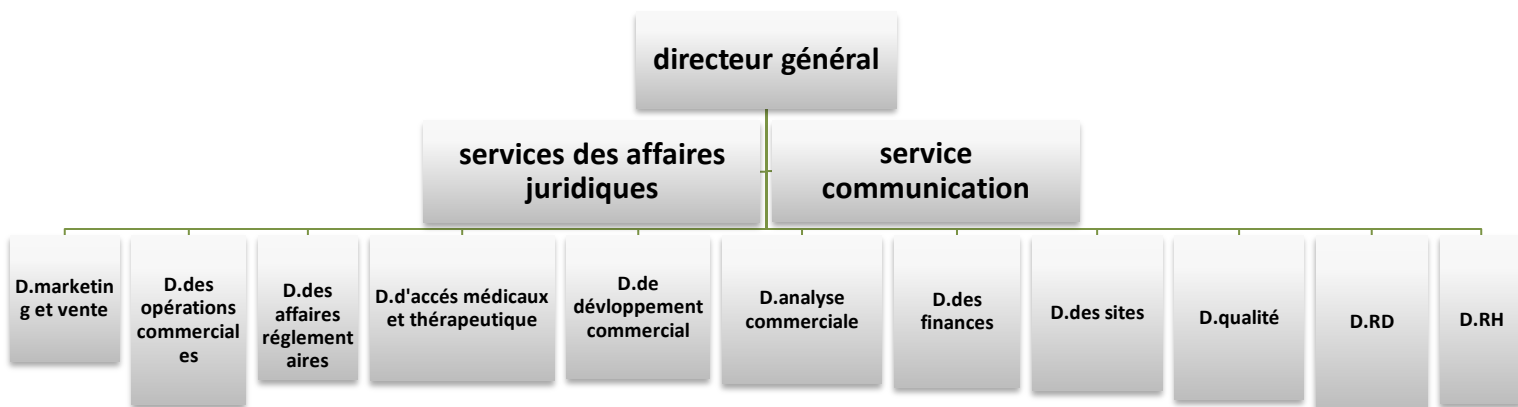 directeur général
services des affaires
juridiques
service
communication
D.marketin
g et vente
D.des
opérations
commercial
es
D.des
affaires
réglement
aires
D.d'accés médicaux
et thérapeutique
D.de
dévloppement
commercial
D.analyse
commerciale
D.des
finances
D.des sites
D.qualité
D.RD
D.RH